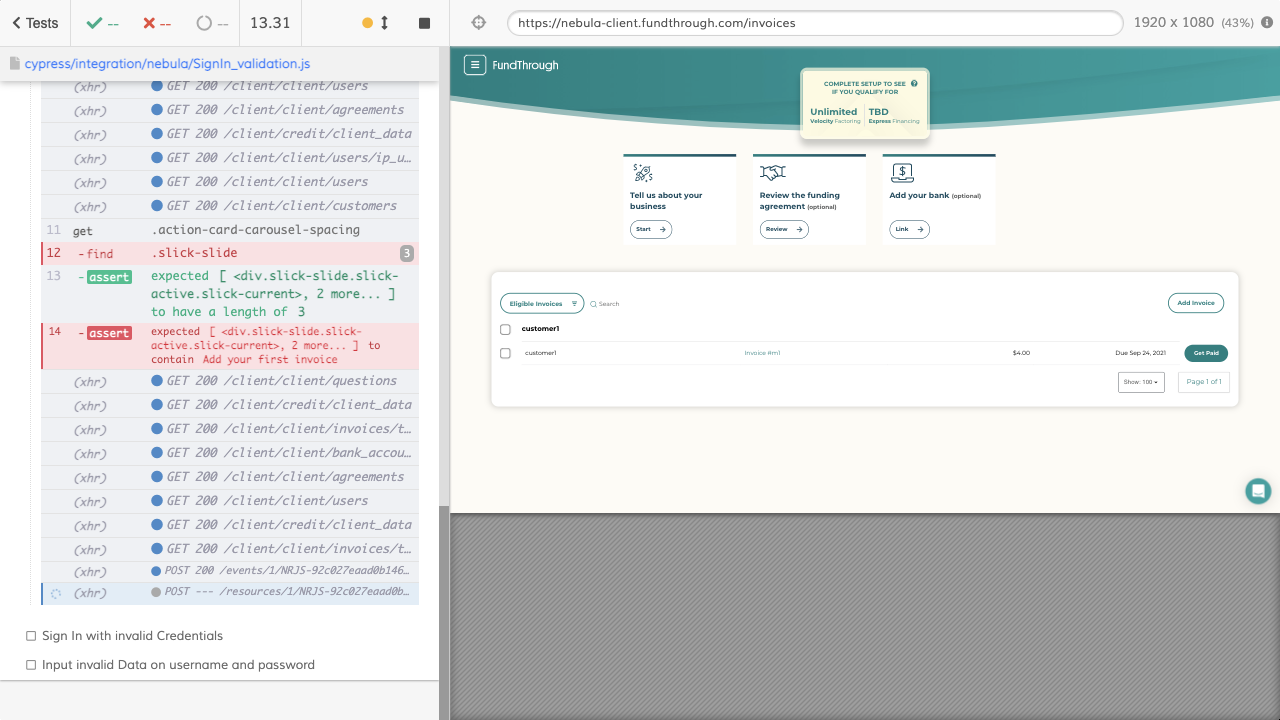 Tests
--
--
--
13.31
https://nebula-client.fundthrough.com/invoices
1920 x 1080 (43%)
cypress/integration/nebula/SignIn_validation.js
(xhr) GET 200 /client/client/users
(xhr) GET 200 /client/client/agreements
(xhr) GET 200 /client/credit/client_data
(xhr) GET 200 /client/client/users/ip_u…
(xhr) GET 200 /client/client/users
(xhr) GET 200 /client/client/customers
11 get .action-card-carousel-spacing
12 -find .slick-slide 3
13 -assert expected [ <div.slick-slide.slick-
active.slick-current>, 2 more... ]
to have a length of 3
14 -assert expected [ <div.slick-slide.slick-
active.slick-current>, 2 more... ] to
contain Add your first invoice
(xhr) GET 200 /client/client/questions
(xhr) GET 200 /client/credit/client_data
(xhr) GET 200 /client/client/invoices/t…
(xhr) GET 200 /client/client/bank_accou…
(xhr) GET 200 /client/client/agreements
(xhr) GET 200 /client/client/users
(xhr) GET 200 /client/credit/client_data
(xhr) GET 200 /client/client/invoices/t…
(xhr) POST 200 /events/1/NRJS-92c027eaad0b146…
(xhr) POST --- /resources/1/NRJS-92c027eaad0b…
Sign In with invalid Credentials
Input invalid Data on username and password
FundThrough
COMPLETE SETUP TO SEE
IF YOU QUALIFY FOR
Unlimited TBD
Velocity Factoring Express Financing
Tell us about your
business
Start
Review the funding
agreement (optional)
Review
Add your bank (optional)
Link
Eligible Invoices Search Add Invoice
customer1
customer1 Invoice #m1 $4.00 Due Sep 24, 2021 Get Paid
Show: 100 Page 1 of 1